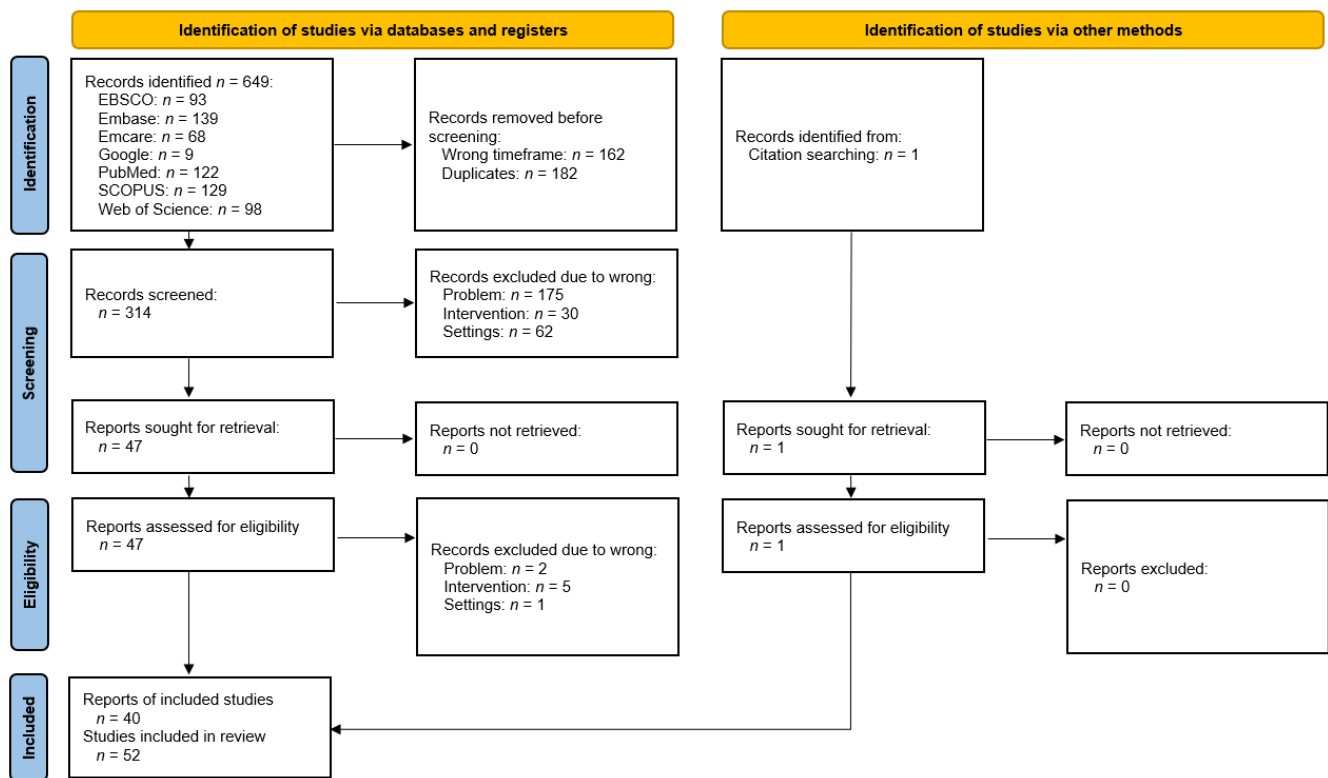 Identification of studies via databases and registers
Identification of studies via other methods
Identification
Records identified n = 649:
EBSCO: n = 93
Embase: n = 139
Emcare: n = 68
Google: n = 9
PubMed: n = 122
SCOPUS: n = 129
Web of Science: n = 98
Records removed before
screening:
Wrong timeframe: n = 162
Duplicates: n = 182
Records identified from:
Citation searching: n = 1
Screening
Records screened:
n = 314
Records excluded due to wrong:
Problem: n = 175
Intervention: n = 30
Settings: n = 62
Reports sought for retrieval:
n = 47
Reports not retrieved:
n = 0
Reports sought for retrieval:
n = 1
Reports not retrieved:
n = 0
Eligibility
Reports assessed for eligibility
n = 47
Records excluded due to wrong:
Problem: n = 2
Intervention: n = 5
Settings: n = 1
Reports assessed for eligibility
n = 1
Reports excluded:
n = 0
Included
Reports of included studies
n = 40
Studies included in review
n = 52